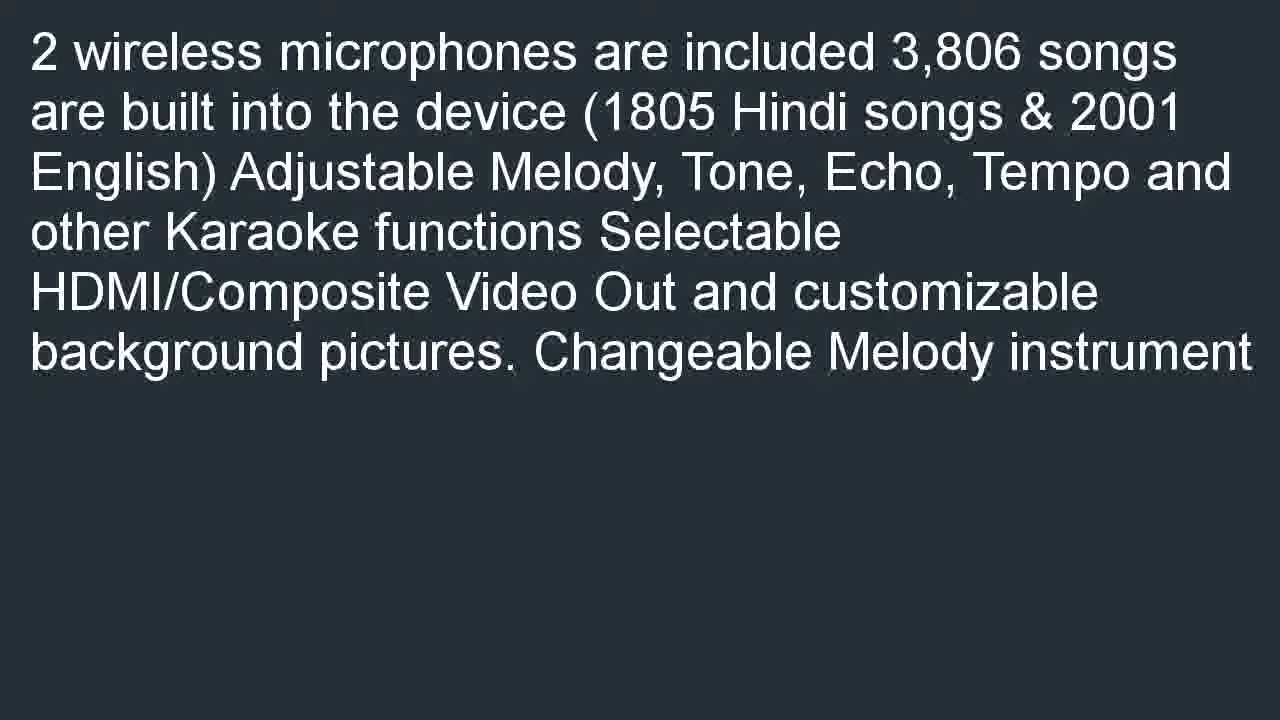 2 wireless microphones are included 3,806 songs
are built into the device (1805 Hindi songs & 2001
English) Adjustable Melody, Tone, Echo, Tempo and
other Karaoke functions Selectable
HDMI/Composite Video Out and customizable
background pictures. Changeable Melody instrument